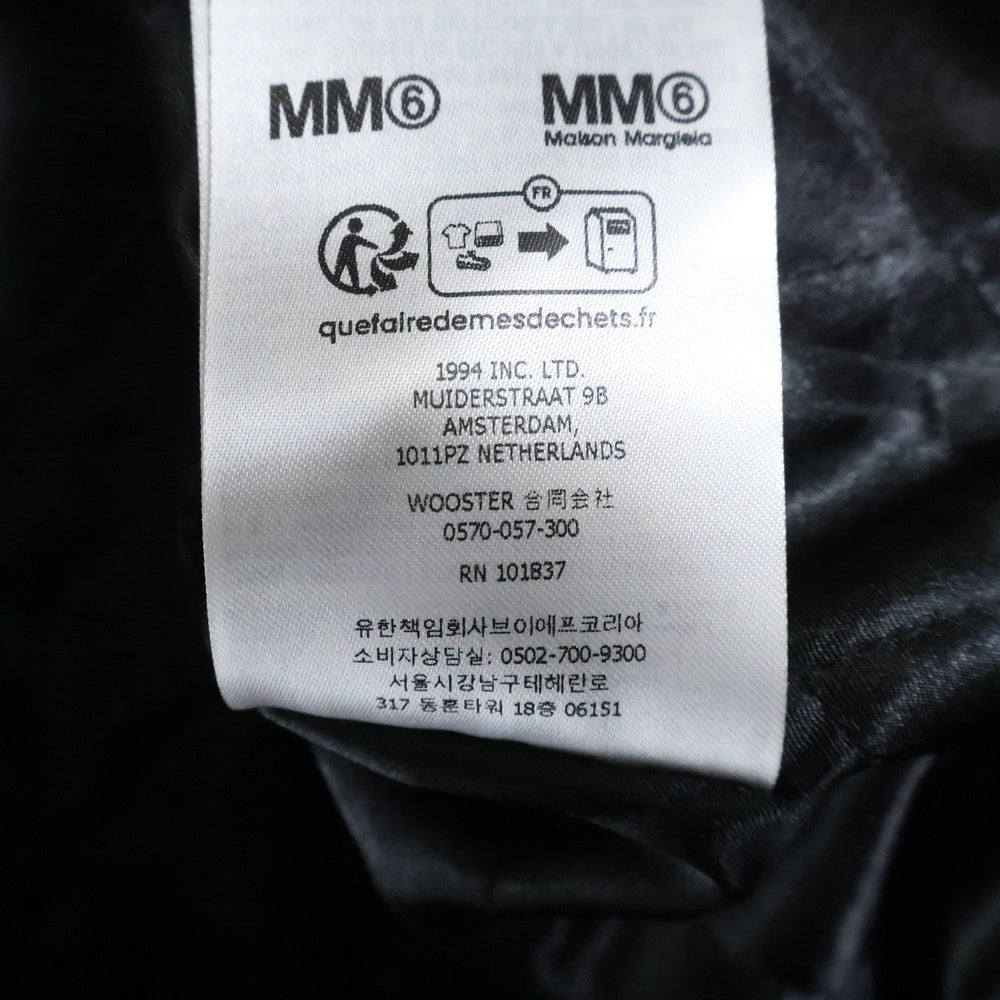 MM⑥ MM⑥
Maison Margiela
FR
quefairedemesdechets.fr
1994 INC. LTD.
MUIDERSTRAAT 9B
AMSTERDAM,
1011PZ NETHERLANDS
WOOSTER 合同会社
0570-057-300
RN 101837
유한책임회사브이에프코리아
소비자상담실: 0502-700-9300
서울시강남구테헤란로
317 동훈타워 18층 06151